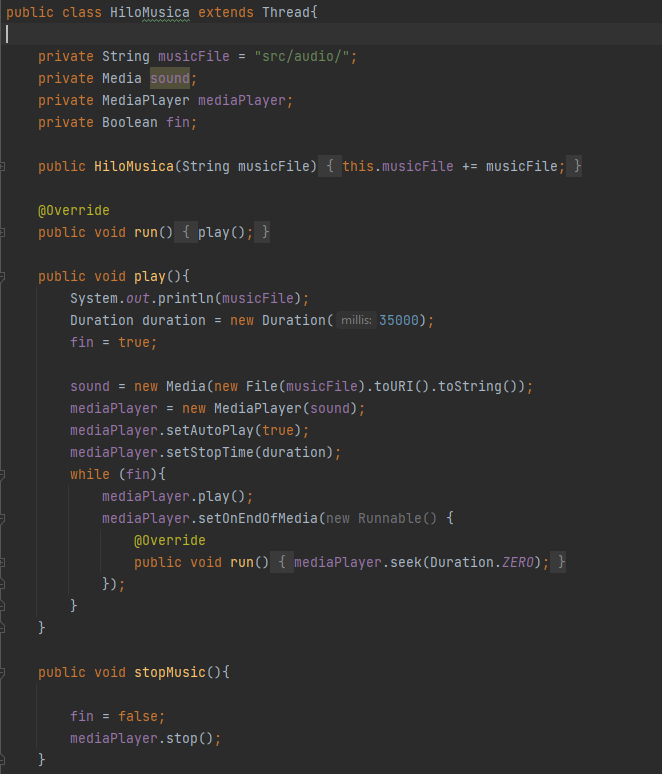 public class HiloMusica extends Thread{
private String musicFile = "src/audio/";
private Media sound;
private MediaPlayer mediaPlayer;
private Boolean fin;
public HiloMusica(String musicFile) { this.musicFile += musicFile; }
@Override
public void run() { play(); }
public void play(){
System.out.println(musicFile);
Duration duration = new Duration( millis: 35000);
fin = true;
sound = new Media(new File(musicFile).toURI().toString());
mediaPlayer = new MediaPlayer(sound);
mediaPlayer.setAutoPlay(true);
mediaPlayer.setStopTime(duration);
while (fin){
mediaPlayer.play();
mediaPlayer.setOnEndOfMedia(new Runnable() {
@Override
public void run() { mediaPlayer.seek(Duration.ZERO); }
});
}
}
public void stopMusic(){
fin = false;
mediaPlayer.stop();
}